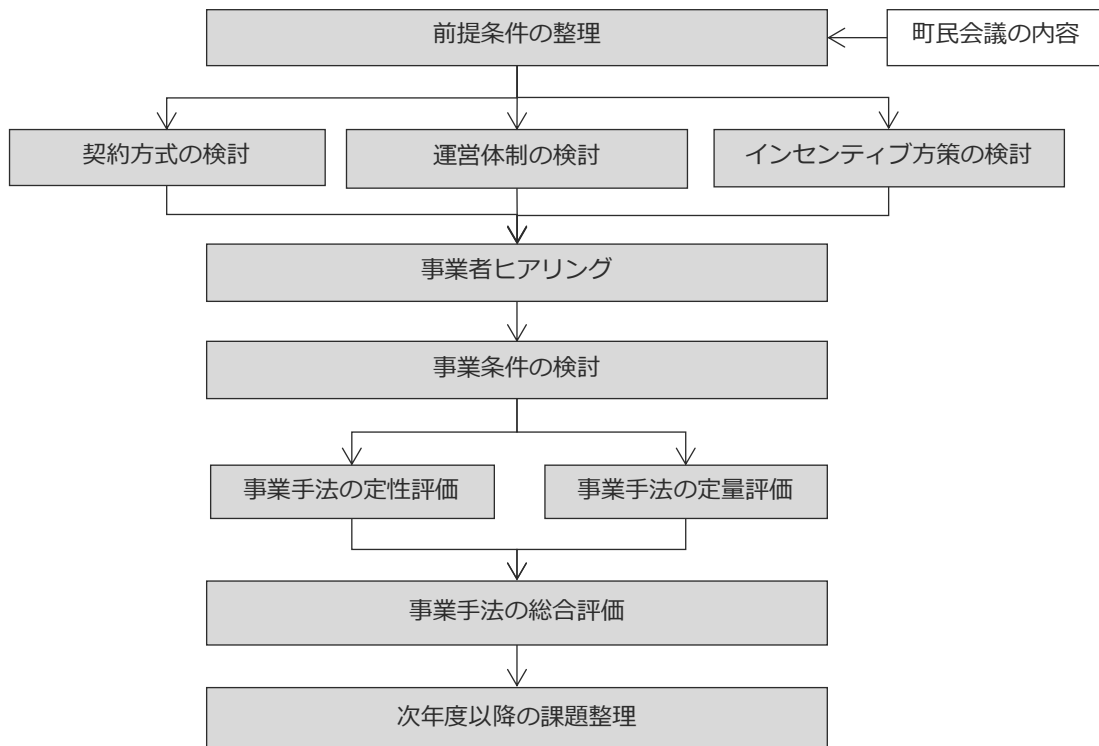 前提条件の整理
町民会議の内容
契約方式の検討
運営体制の検討
インセンティブ方策の検討
事業者ヒアリング
事業条件の検討
事業手法の定性評価
事業手法の定量評価
事業手法の総合評価
次年度以降の課題整理